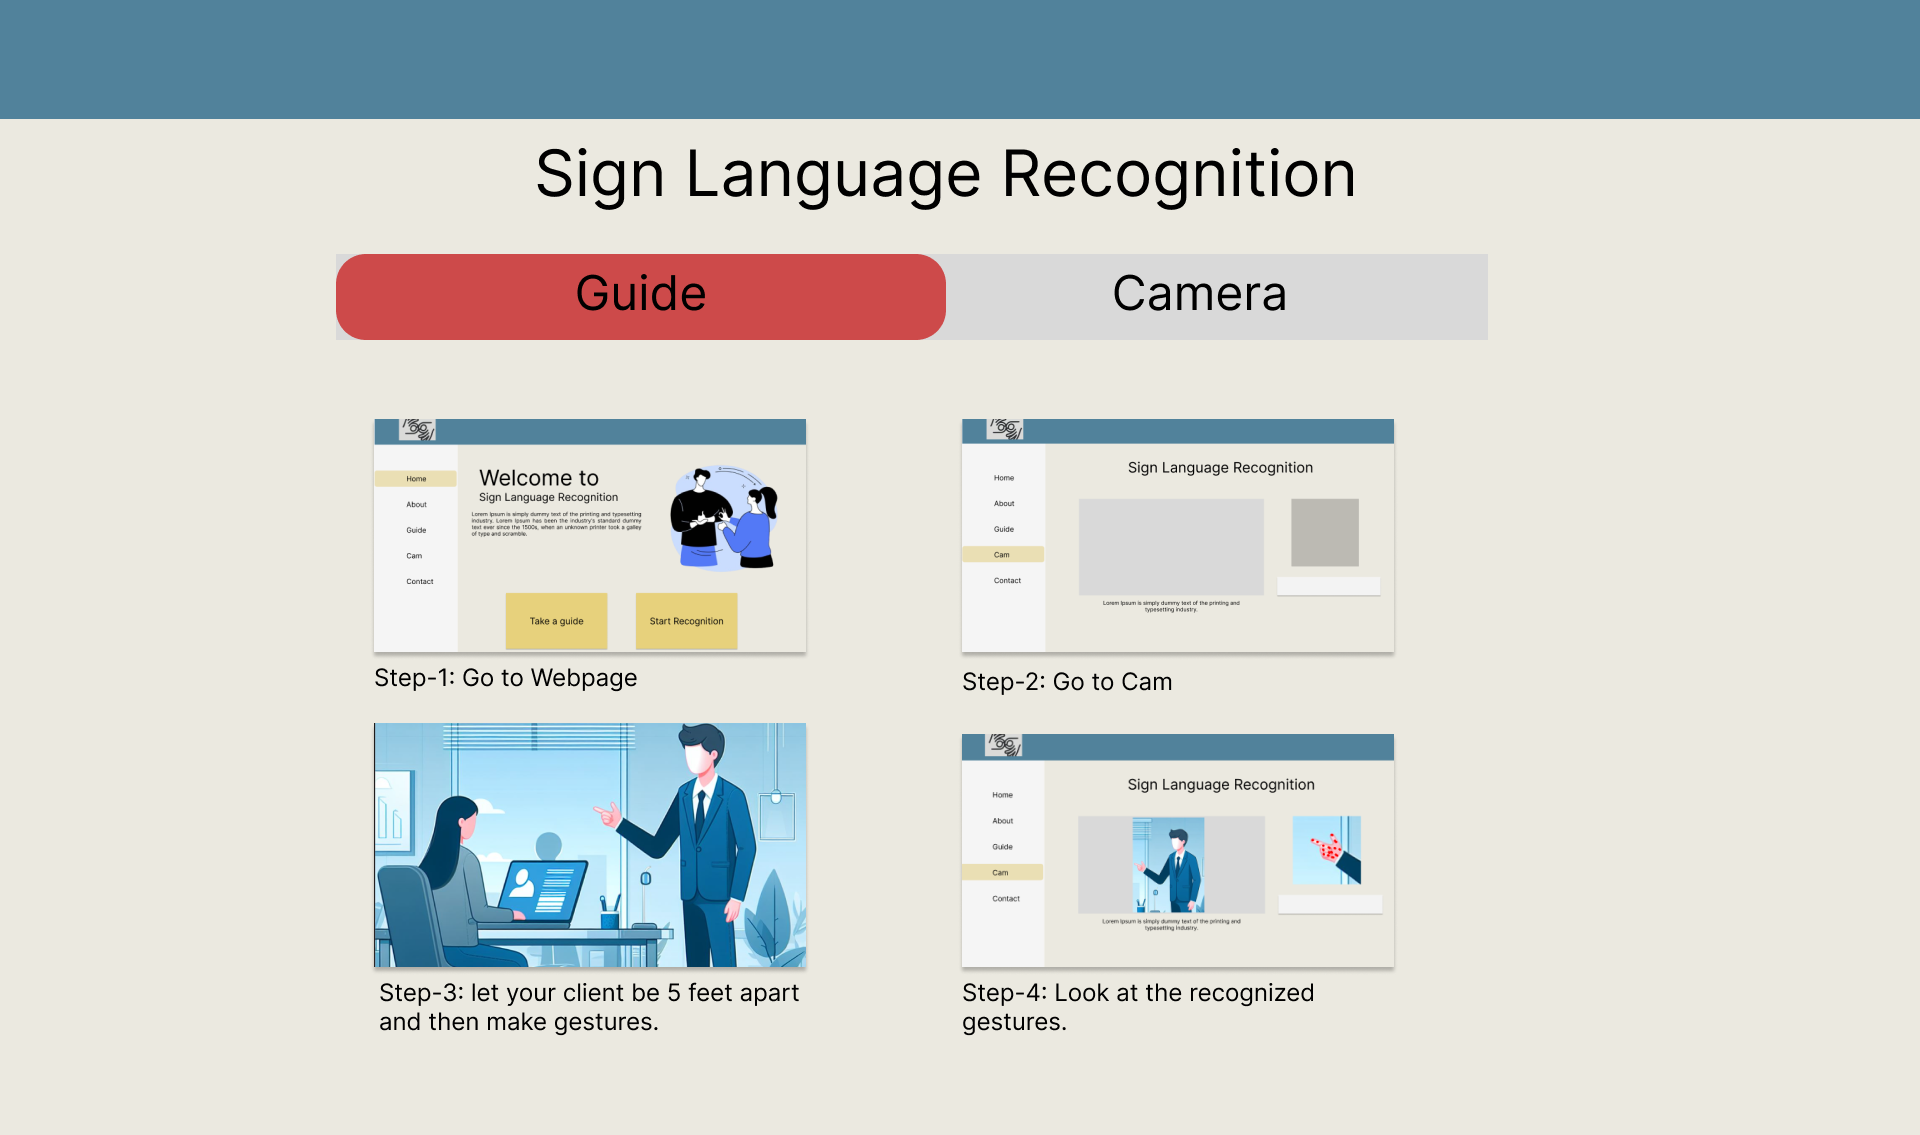 Sign Language Recognition
Guide
Camera
Home
About
Guide
Cam
Contact
Welcome to
Sign Language Recognition
Lorem Ipsum is simply dummy text of the printing and typesetting
industry. Lorem Ipsum has been the industry's standard dummy
text ever since the 1500s, when an unknown printer took a galley
of type and scramble.
Take a guide
Start Recognition
Step-1: Go to Webpage
Sign Language Recognition
Home
About
Guide
Cam
Contact
Lorem Ipsum is simply dummy text of the printing and
typesetting industry.
Step-2: Go to Cam
Step-3: let your client be 5 feet apart
and then make gestures.
Sign Language Recognition
Home
About
Guide
Cam
Contact
Lorem Ipsum is simply dummy text of the printing and
typesetting industry.
Step-4: Look at the recognized
gestures.